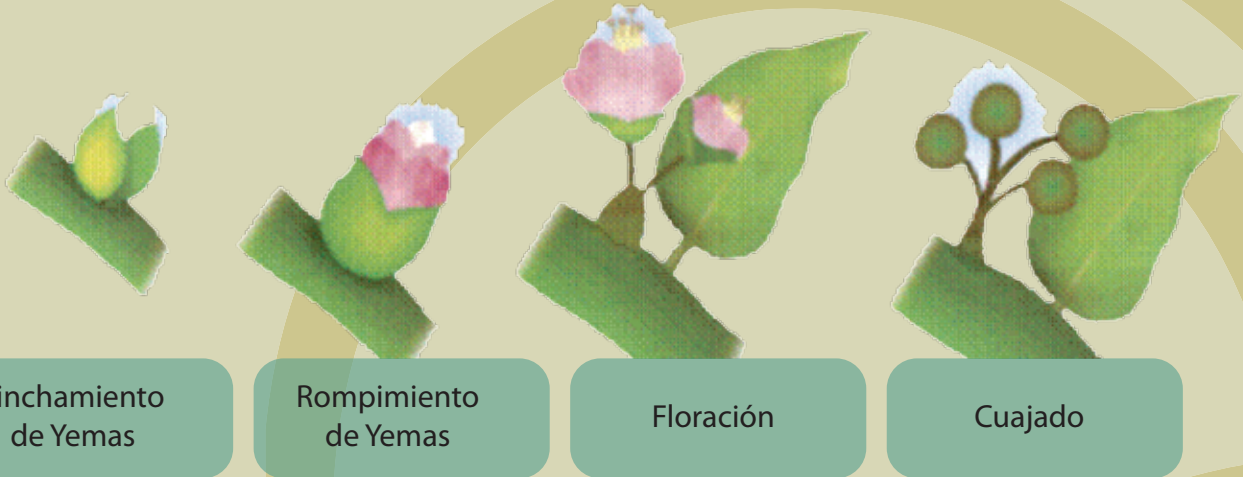 inchamiento
de Yemas
Rompimiento
de Yemas
Floración
Cuajado